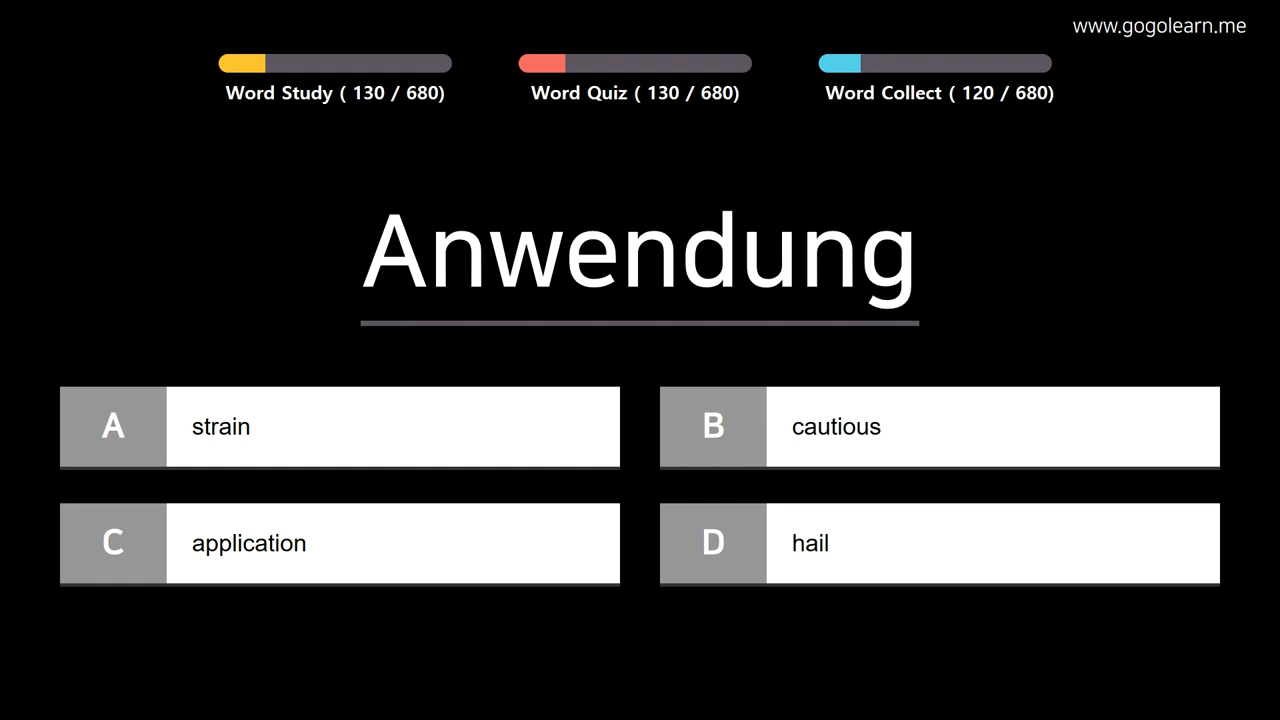 www.gogolearn.me
Word Study ( 130 / 680)
Word Quiz ( 130 / 680)
Word Collect ( 120 / 680)
Anwendung
A strain
B cautious
C application
D hail